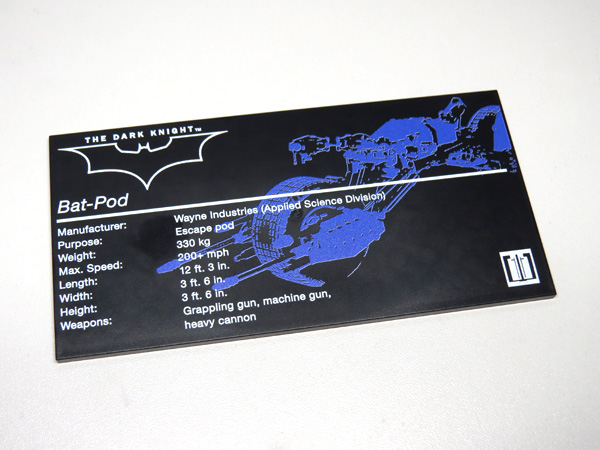 THE DARK KNIGHT™
Bat-Pod
Manufacturer: Wayne Industries (Applied Science Division)
Purpose: Escape pod
Weight: 330 kg
Max. Speed: 200+ mph
Length: 12 ft. 3 in.
Width: 3 ft. 6 in.
Height: 3 ft. 6 in.
Weapons: Grappling gun, machine gun,
heavy cannon